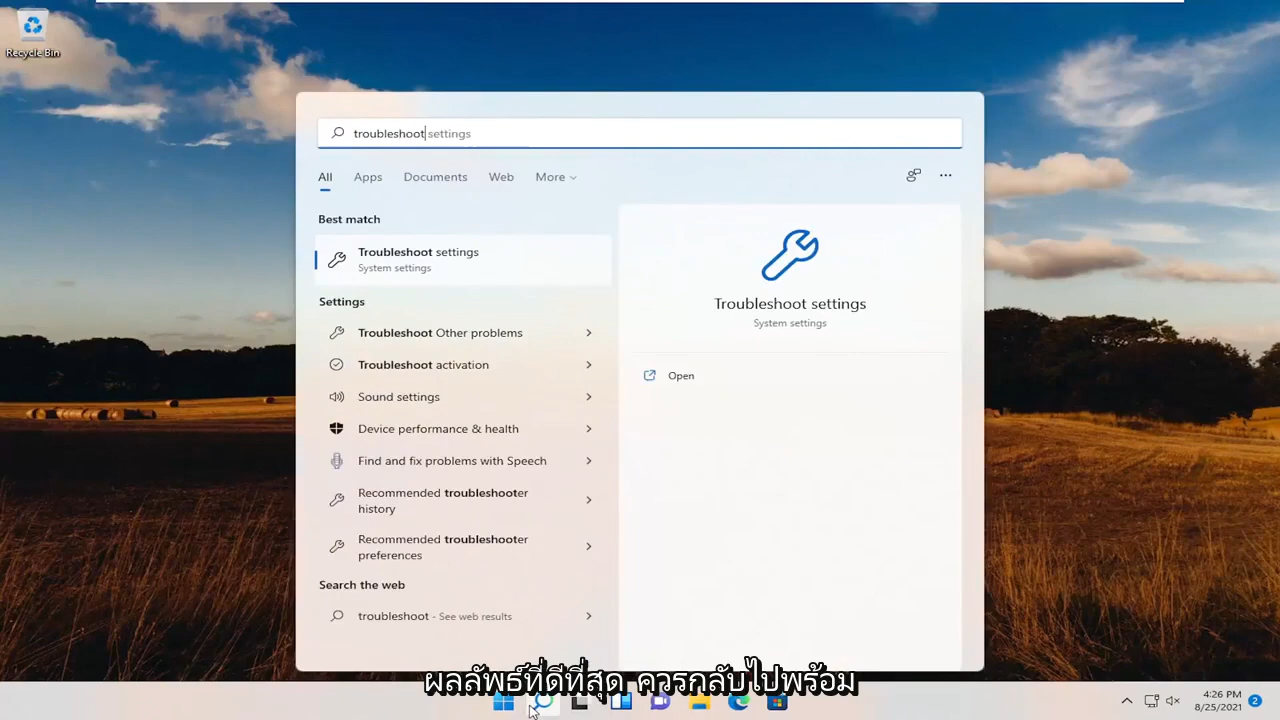 Recycle Bin
troubleshoot settings
All Apps Documents Web More
Best match
Troubleshoot settings
System settings
Settings
Troubleshoot Other problems
Troubleshoot activation
Sound settings
Device performance & health
Find and fix problems with Speech
Recommended troubleshooter
history
Recommended troubleshooter
preferences
Search the web
troubleshoot - See web results
Troubleshoot settings
System settings
Open
ผลลัพธ์ที่ดีที่สุด ควรกลับไปพร้อม
4:26 PM
8/25/2021
2